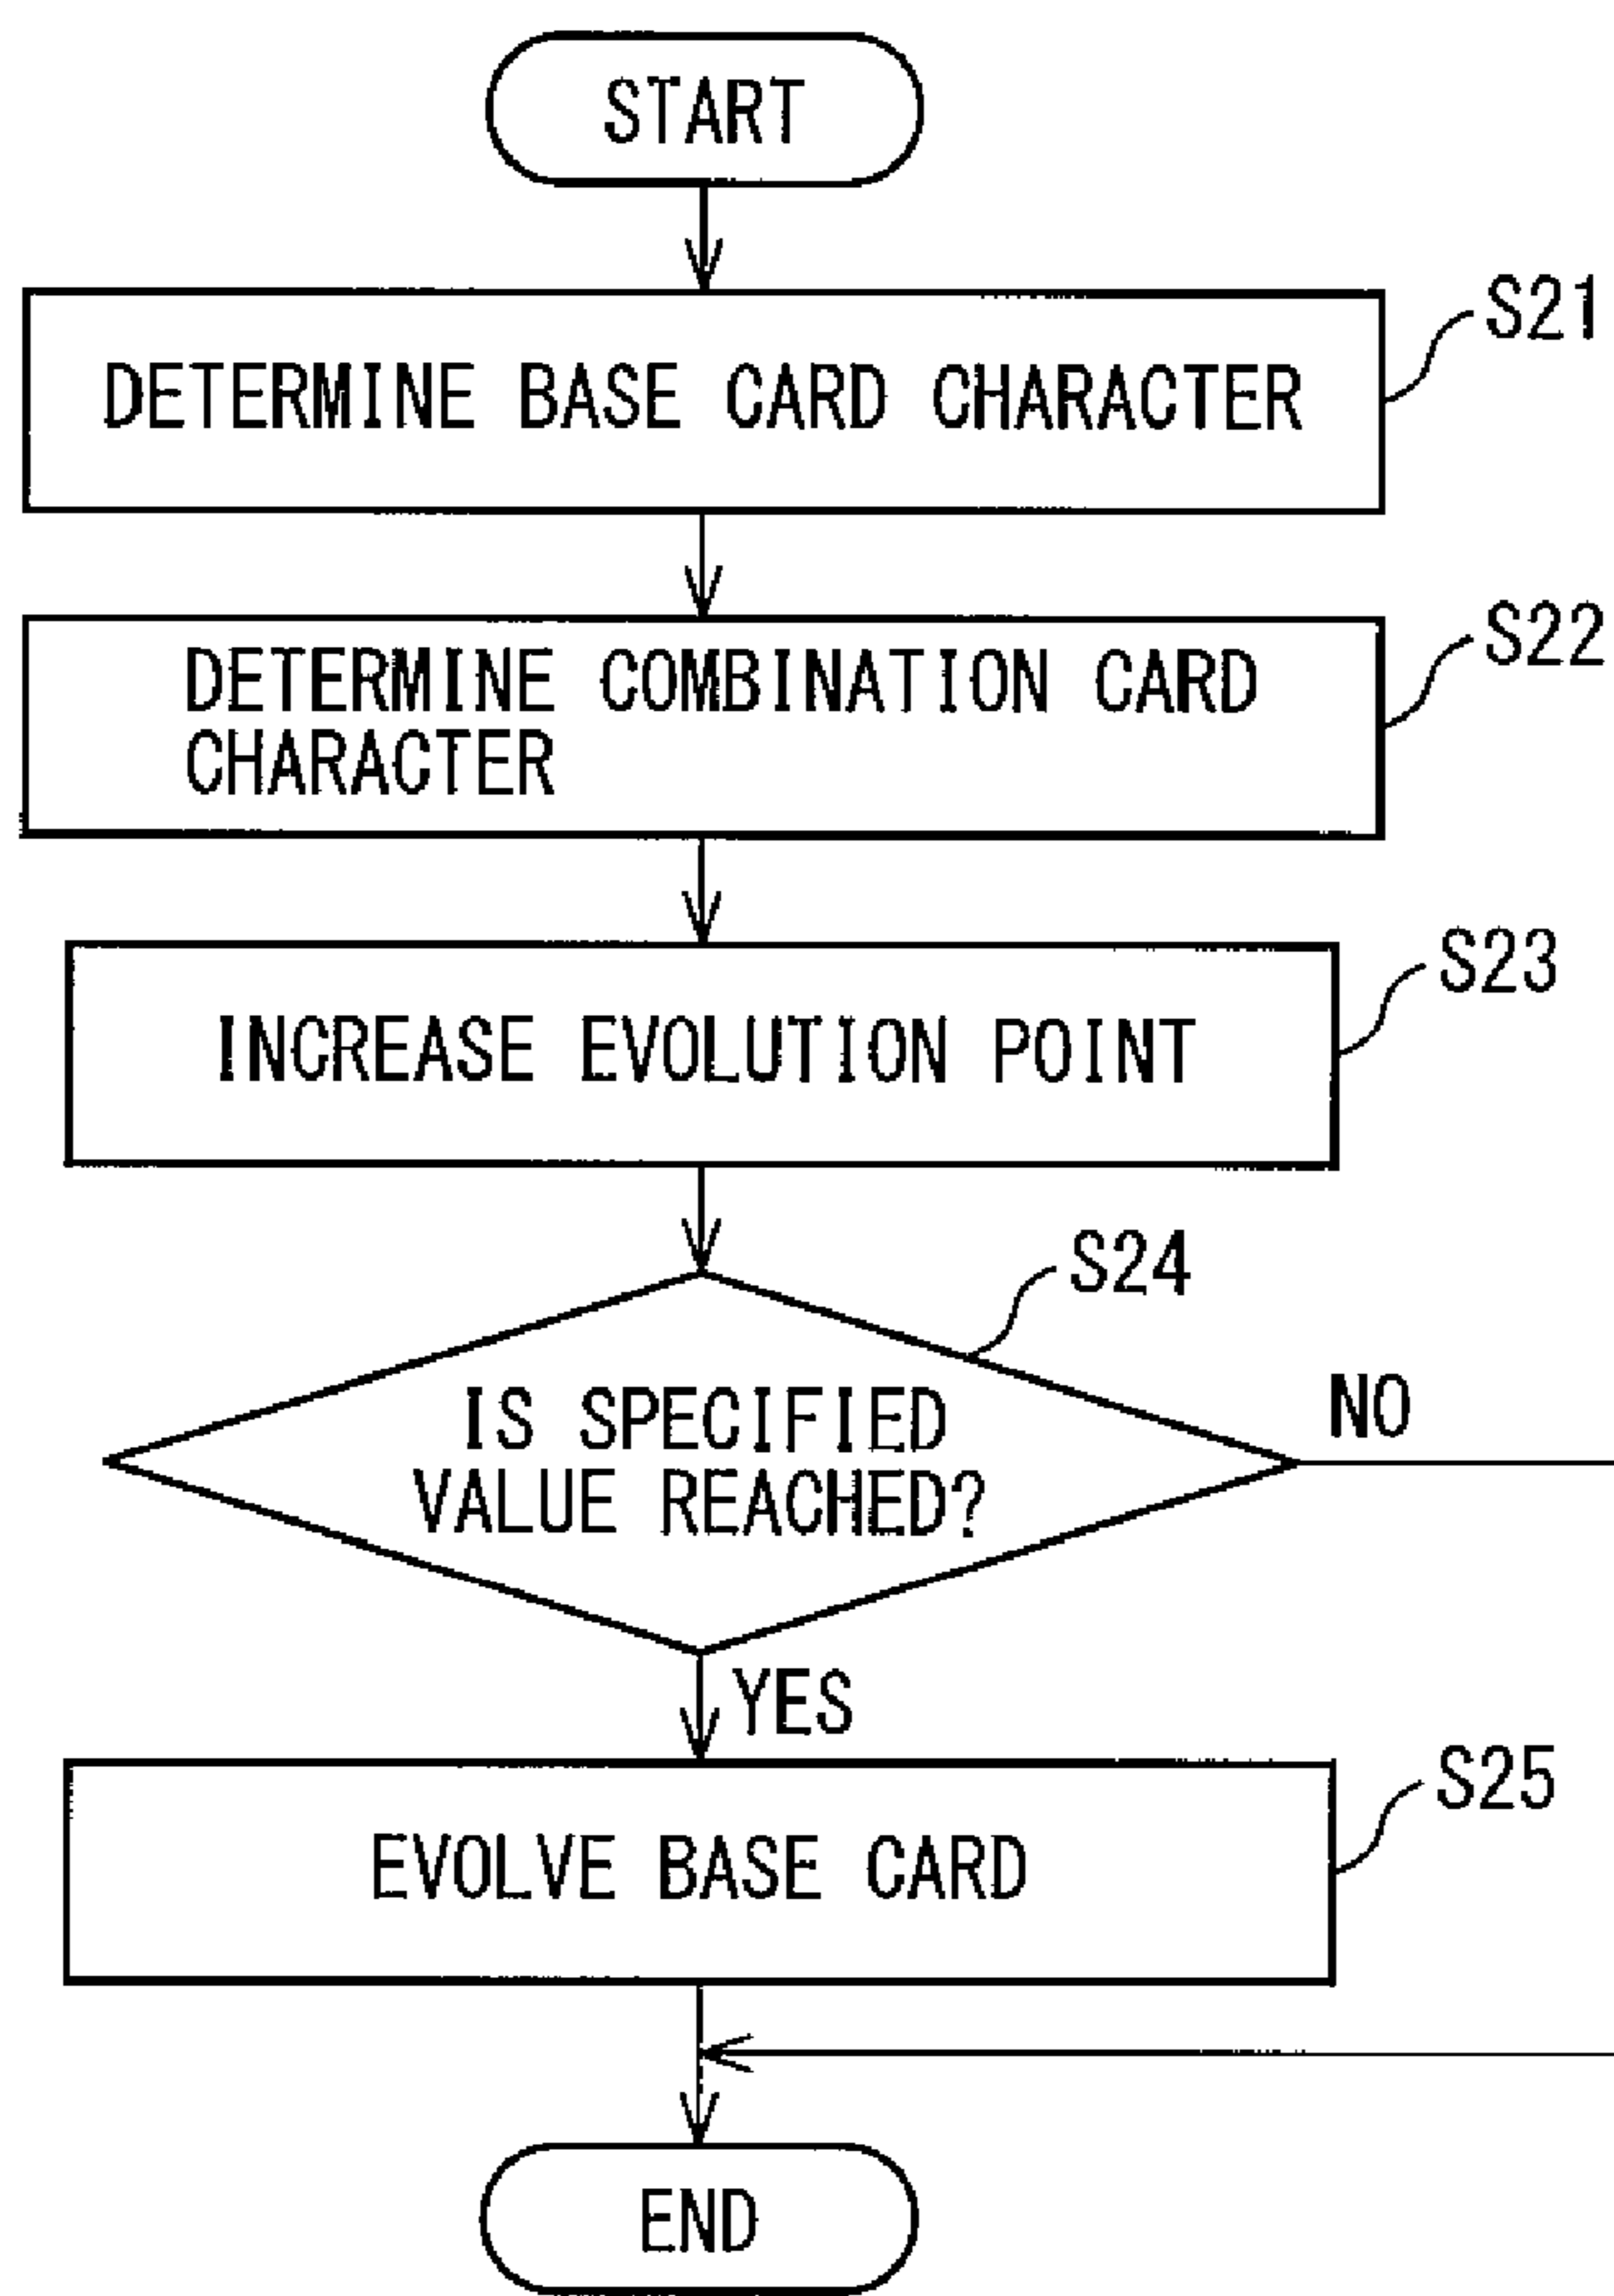 START
DETERMINE BASE CARD CHARACTER
S21
DETERMINE COMBINATION CARD
CHARACTER
S22
INCREASE EVOLUTION POINT
S23
S24
IS SPECIFIED
VALUE REACHED?
NO
YES
EVOLVE BASE CARD
S25
END